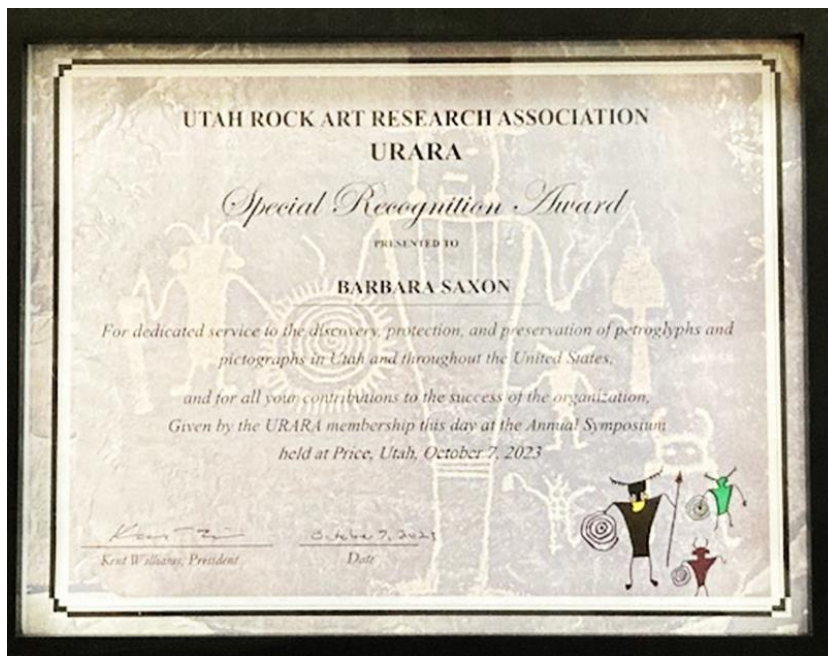 UTAH ROCK ART RESEARCH ASSOCIATION
URARA
Special Recognition Award
PRESENTED TO
BARBARA SAXON
For dedicated service to the discovery, protection, and preservation of petroglyphs and
pictographs in Utah and throughout the United States,
and for all your contributions to the success of the organization,
Given by the URARA membership this day at the Annual Symposium
held at Price, Utah, October 7, 2023
October 7, 2023
Kent Williams, President
Date